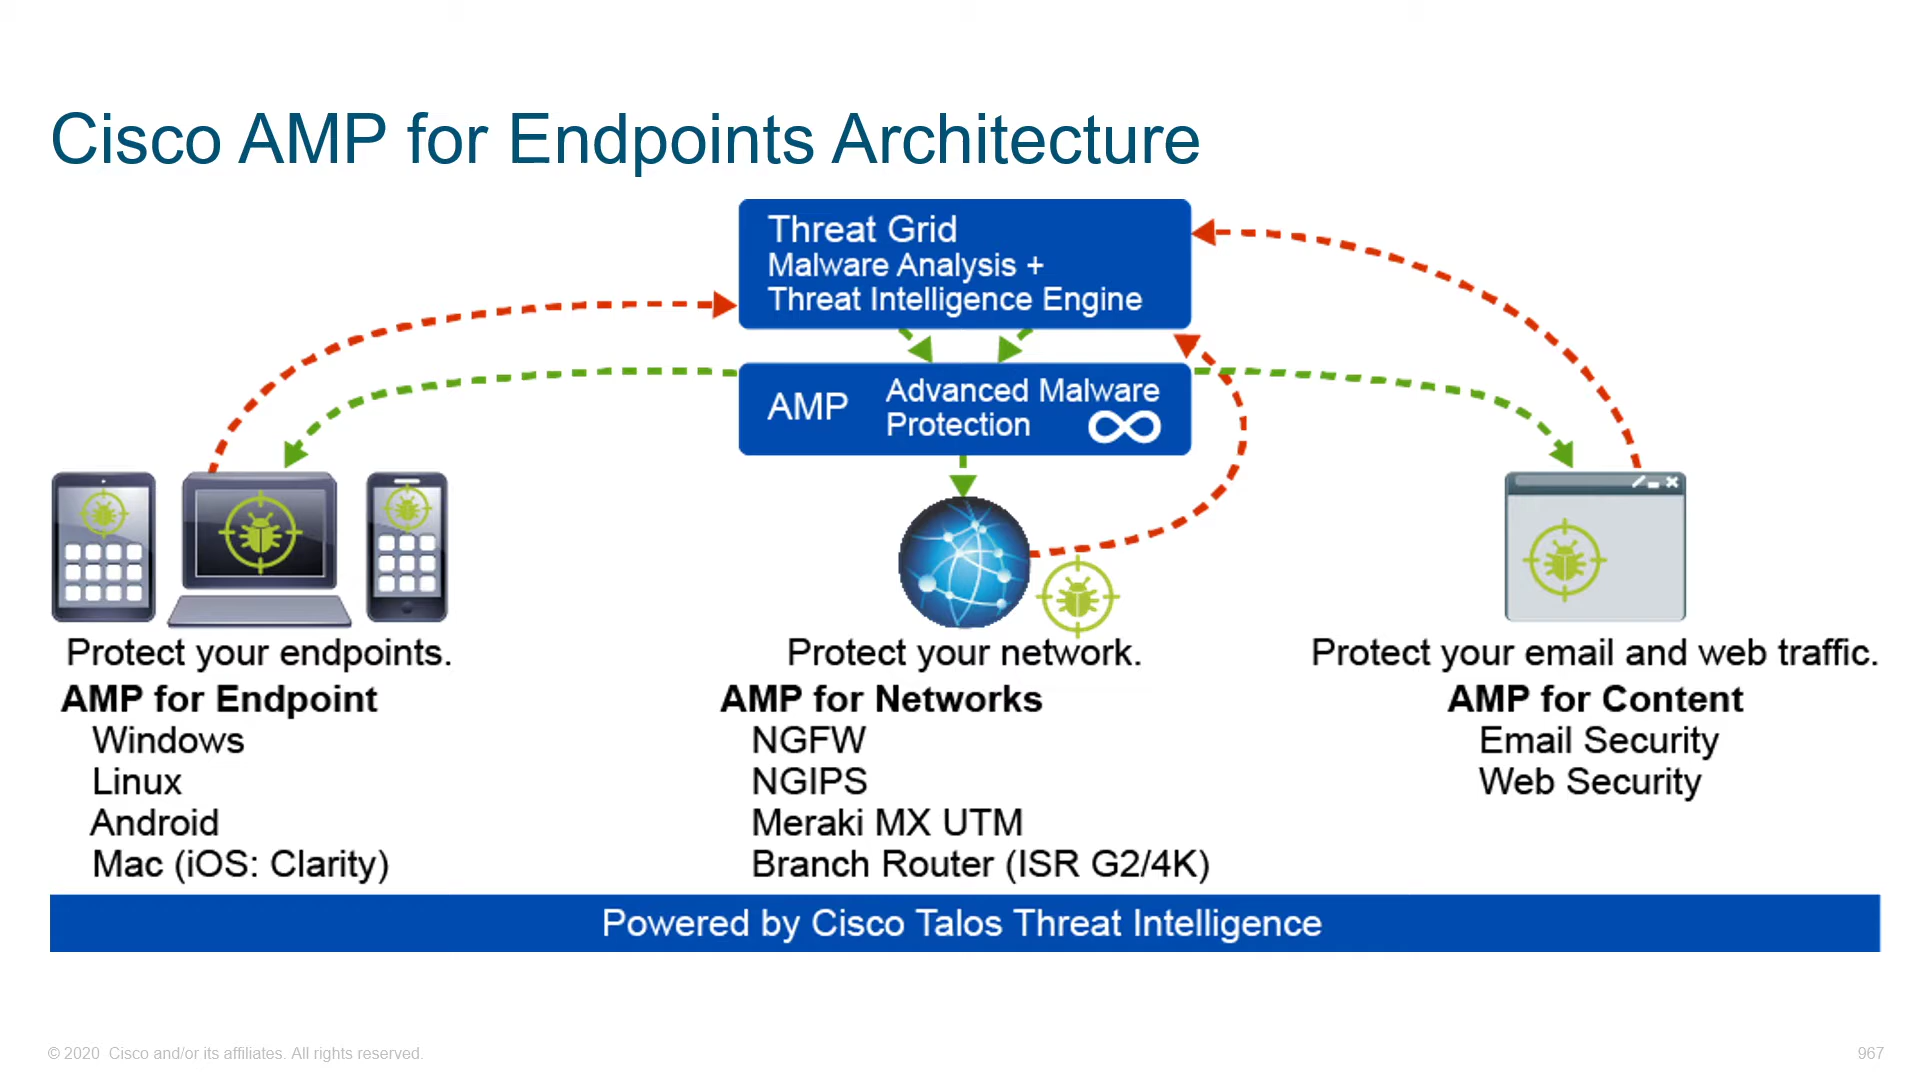 Cisco AMP for Endpoints Architecture
Threat Grid
Malware Analysis +
Threat Intelligence Engine
AMP
Advanced Malware
Protection
Protect your endpoints.
AMP for Endpoint
Windows
Linux
Android
Mac (iOS: Clarity)
Protect your network.
AMP for Networks
NGFW
NGIPS
Meraki MX UTM
Branch Router (ISR G2/4K)
Protect your email and web traffic.
AMP for Content
Email Security
Web Security
Powered by Cisco Talos Threat Intelligence
© 2020 Cisco and/or its affiliates. All rights reserved.
967